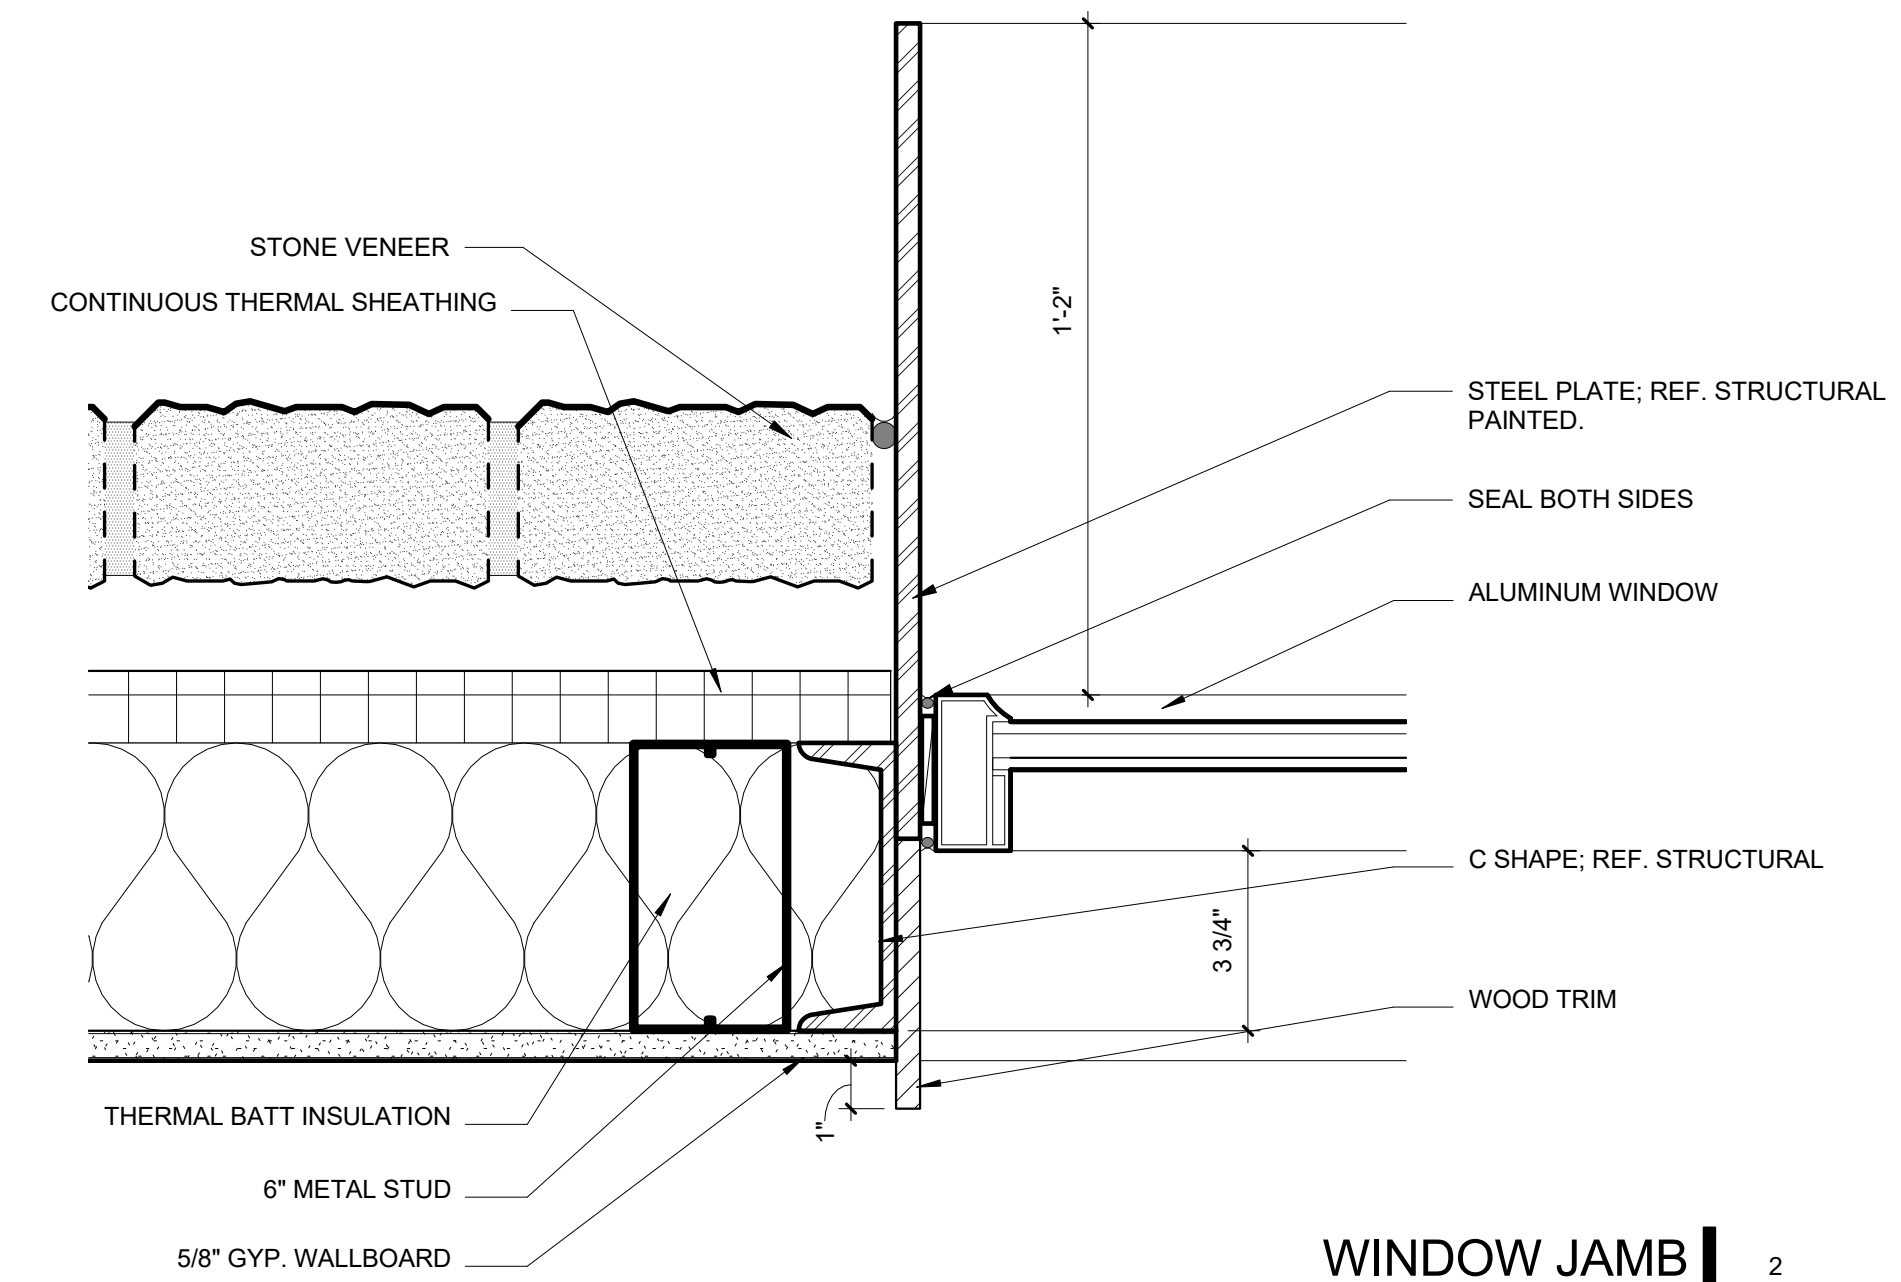 STONE VENEER
CONTINUOUS THERMAL SHEATHING
1'-2"
STEEL PLATE; REF. STRUCTURAL
PAINTED.
SEAL BOTH SIDES
ALUMINUM WINDOW
C SHAPE; REF. STRUCTURAL
3 3/4"
WOOD TRIM
THERMAL BATT INSULATION
1"
6" METAL STUD
5/8" GYP. WALLBOARD
WINDOW JAMB 2